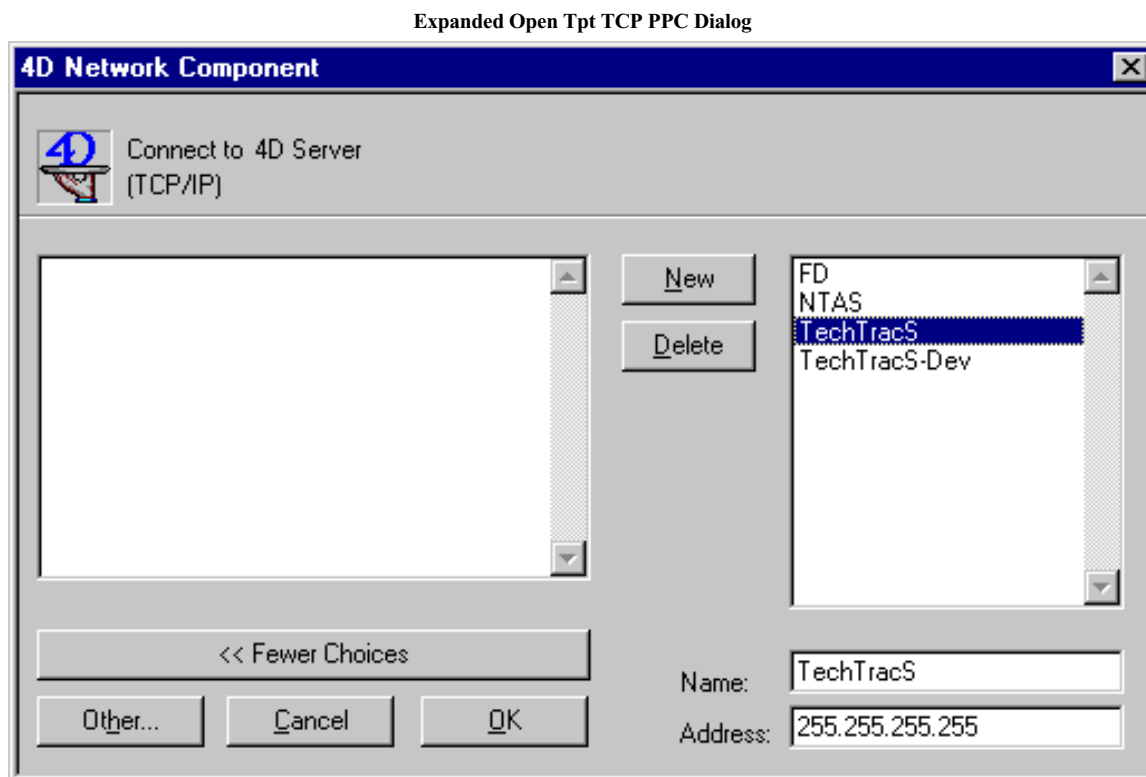 Expanded Open Tpt TCP PPC Dialog
4D Network Component
4D
Connect to 4D Server
(TCP/IP)
New
Delete
FD
NTAS
TechTracS
TechTracS-Dev
<< Fewer Choices
Other...
Cancel
OK
Name:
TechTracS
Address:
255.255.255.255